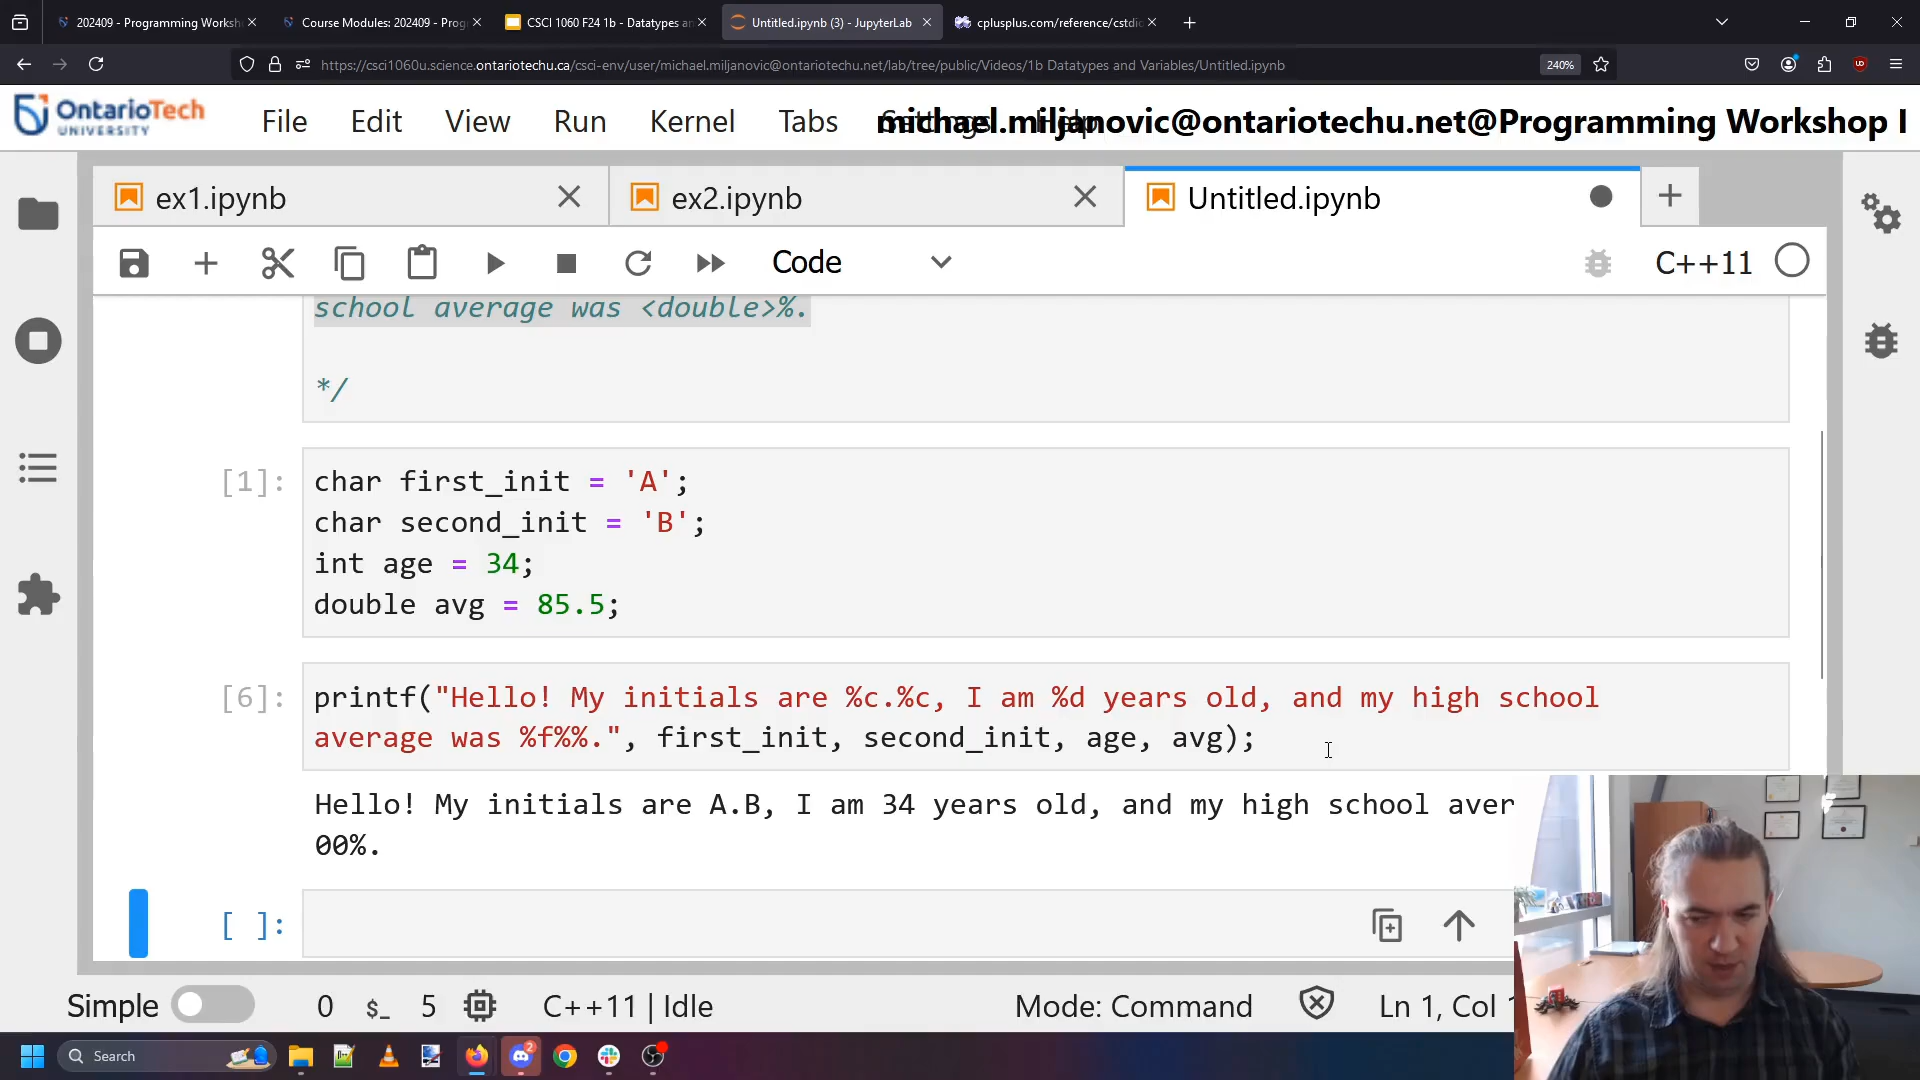 202409 - Programming Worksh
Course Modules: 202409 - Prog
CSCI 1060 F24 1b - Datatypes an
Untitled.ipynb (3) - JupyterLab
cplusplus.com/reference/cstdio
https://csci1060u.science.ontariotechu.ca/csci-env/user/michael.miljanovic@ontariotechu.net/lab/tree/public/Videos/1b Datatypes and Variables/Untitled.ipynb
240%
OntarioTech
UNIVERSITY
File Edit View Run Kernel Tabs Settings Help
michael.miljanovic@ontariotechu.net@Programming Workshop I
ex1.ipynb
ex2.ipynb
Untitled.ipynb
Code
C++11
school average was <double>%.
*/
[1]:
char first_init = 'A';
char second_init = 'B';
int age = 34;
double avg = 85.5;
[6]:
printf("Hello! My initials are %c.%c, I am %d years old, and my high school
average was %f%%.", first_init, second_init, age, avg);
Hello! My initials are A.B, I am 34 years old, and my high school aver
00%.
[ ]:
Simple 0 $_ 5 C++11 | Idle Mode: Command Ln 1, Col
Search
2